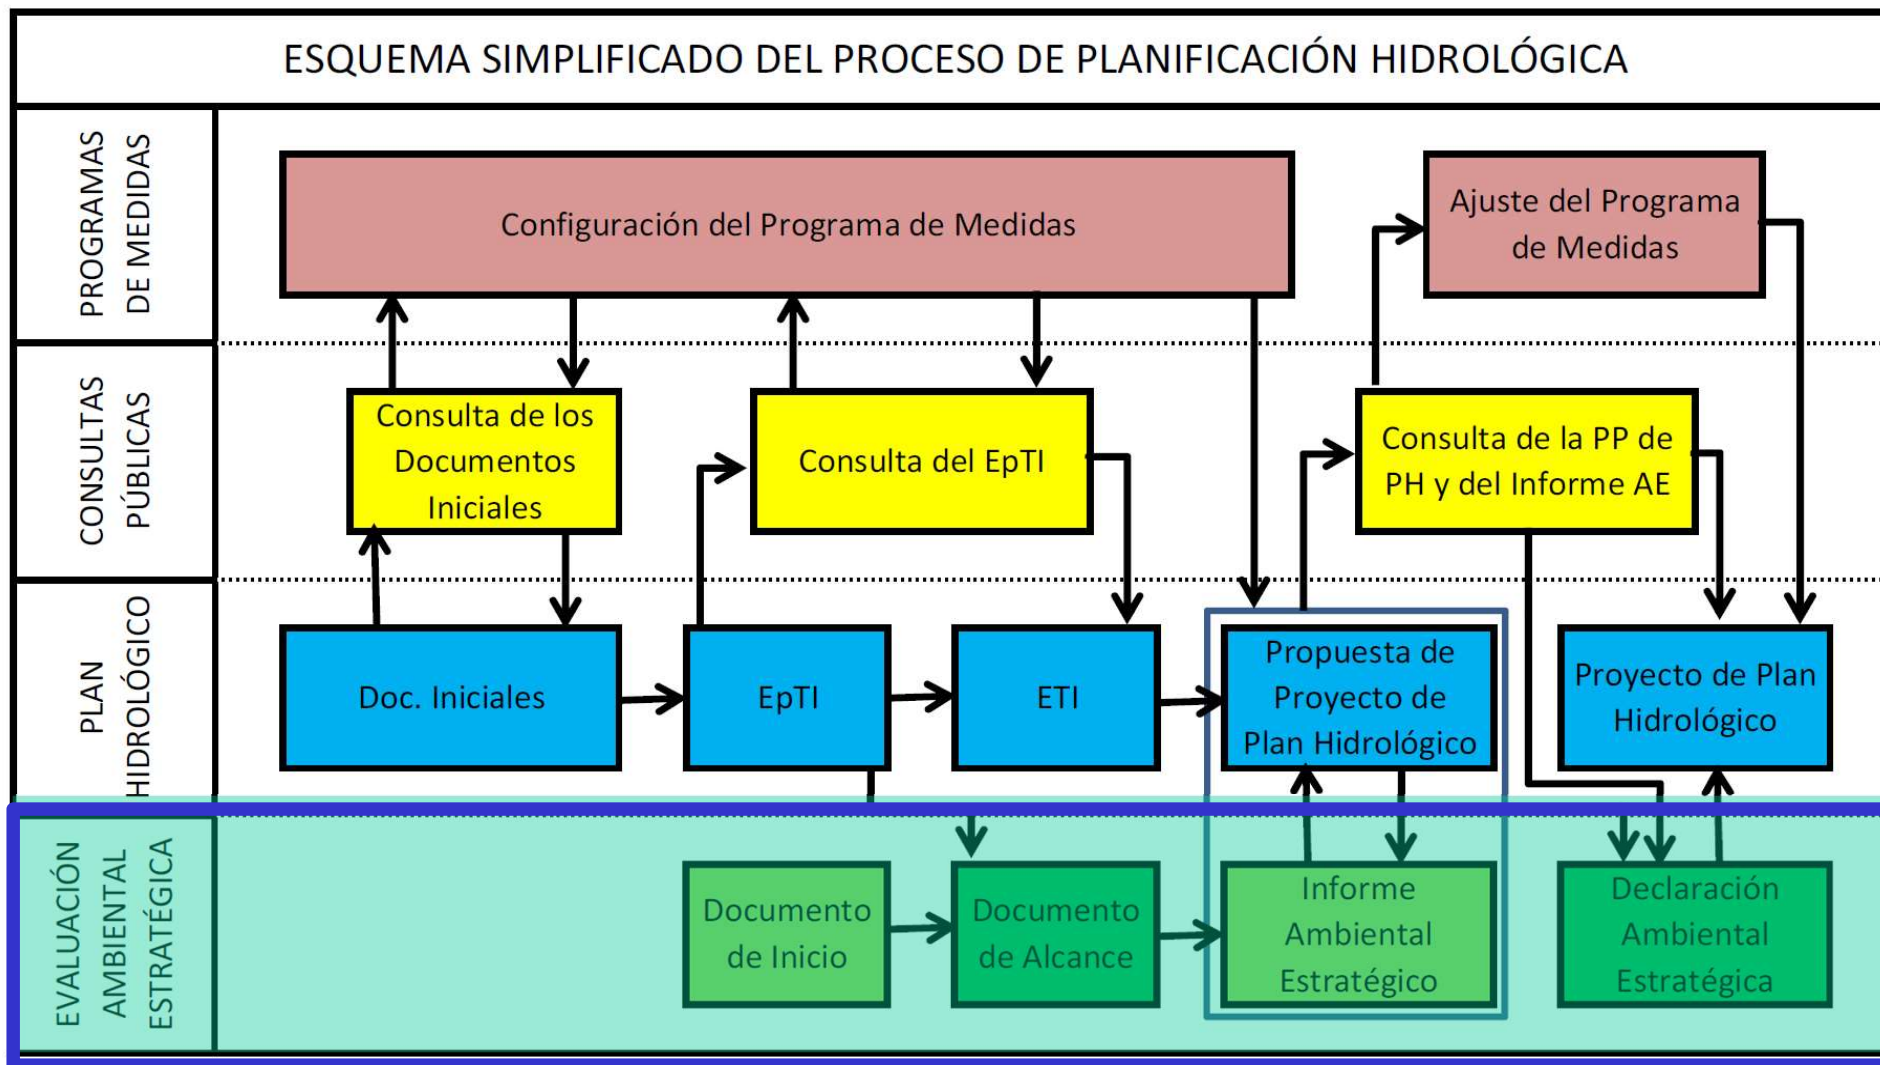 ESQUEMA SIMPLIFICADO DEL PROCESO DE PLANIFICACIÓN HIDROLÓGICA
PROGRAMAS
DE MEDIDAS
Configuración del Programa de Medidas
Ajuste del Programa
de Medidas
CONSULTAS
PÚBLICAS
Consulta de los
Documentos
Iniciales
Consulta del EpTI
Consulta de la PP de
PH y del Informe AE
PLAN
HIDROLÓGICO
Doc. Iniciales
EpTI
ETI
Propuesta de
Proyecto de
Plan Hidrológico
Proyecto de Plan
Hidrológico
EVALUACIÓN
AMBIENTAL
ESTRATÉGICA
Documento
de Inicio
Documento
de Alcance
Informe
Ambiental
Estratégico
Declaración
Ambiental
Estratégica